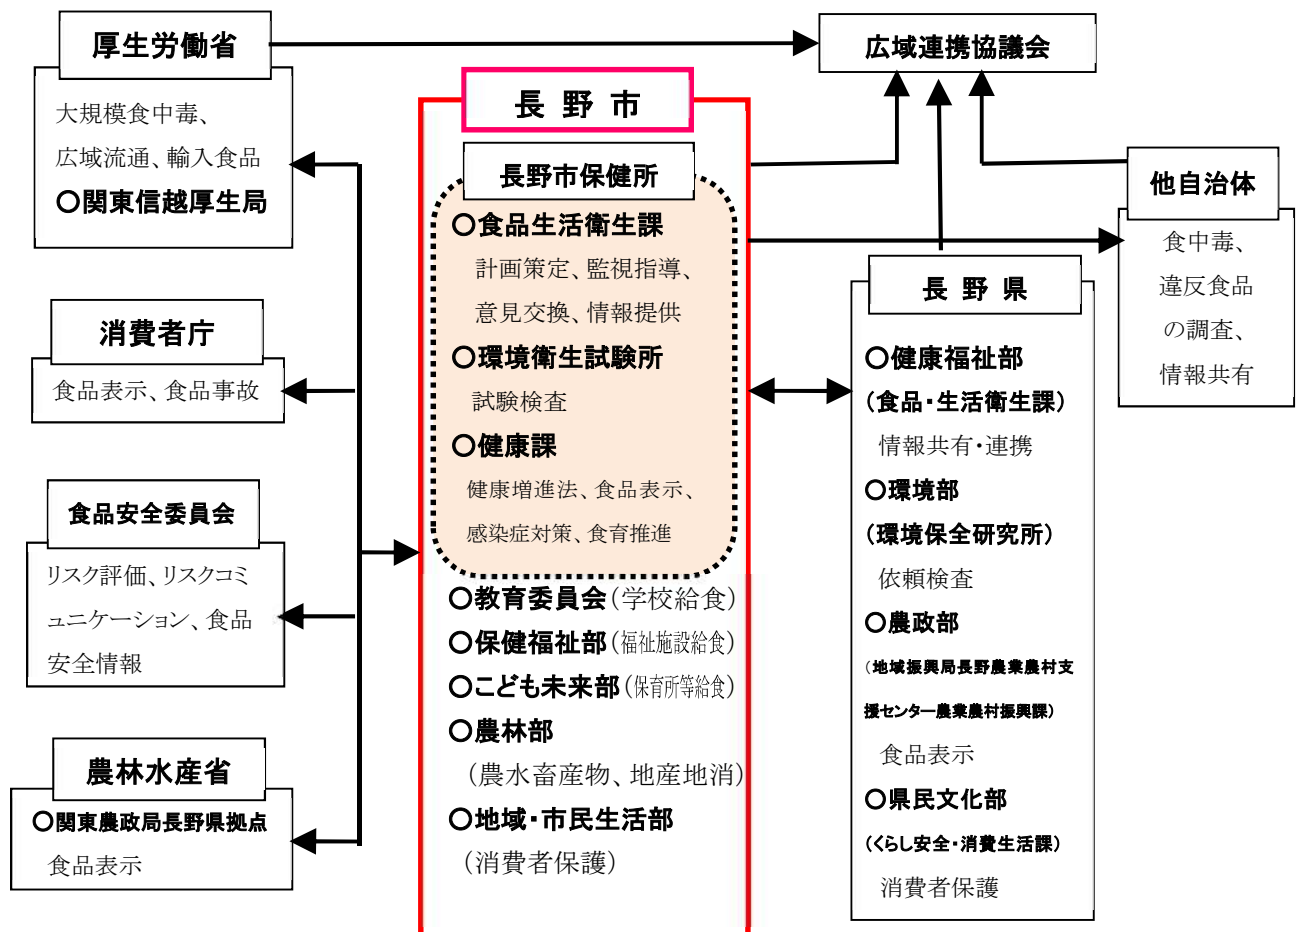 厚生労働省
大規模食中毒、
広域流通、輸入食品
○関東信越厚生局
消費者庁
食品表示、食品事故
食品安全委員会
リスク評価、リスクコミ
ュニケーション、食品
安全情報
農林水産省
○関東農政局長野県拠点
食品表示
長野市
長野市保健所
○食品生活衛生課
計画策定、監視指導、
意見交換、情報提供
○環境衛生試験所
試験検査
○健康課
健康増進法、食品表示、
感染症対策、食育推進
○教育委員会(学校給食)
○保健福祉部(福祉施設給食)
○こども未来部(保育所等給食)
○農林部
(農水畜産物、地産地消)
○地域・市民生活部
(消費者保護)
広域連携協議会
長野県
○健康福祉部
(食品・生活衛生課)
情報共有・連携
○環境部
(環境保全研究所)
依頼検査
○農政部
(地域振興局長野農業農村支
援センター農業農村振興課)
食品表示
○県民文化部
(くらし安全・消費生活課)
消費者保護
他自治体
食中毒、
違反食品
の調査、
情報共有